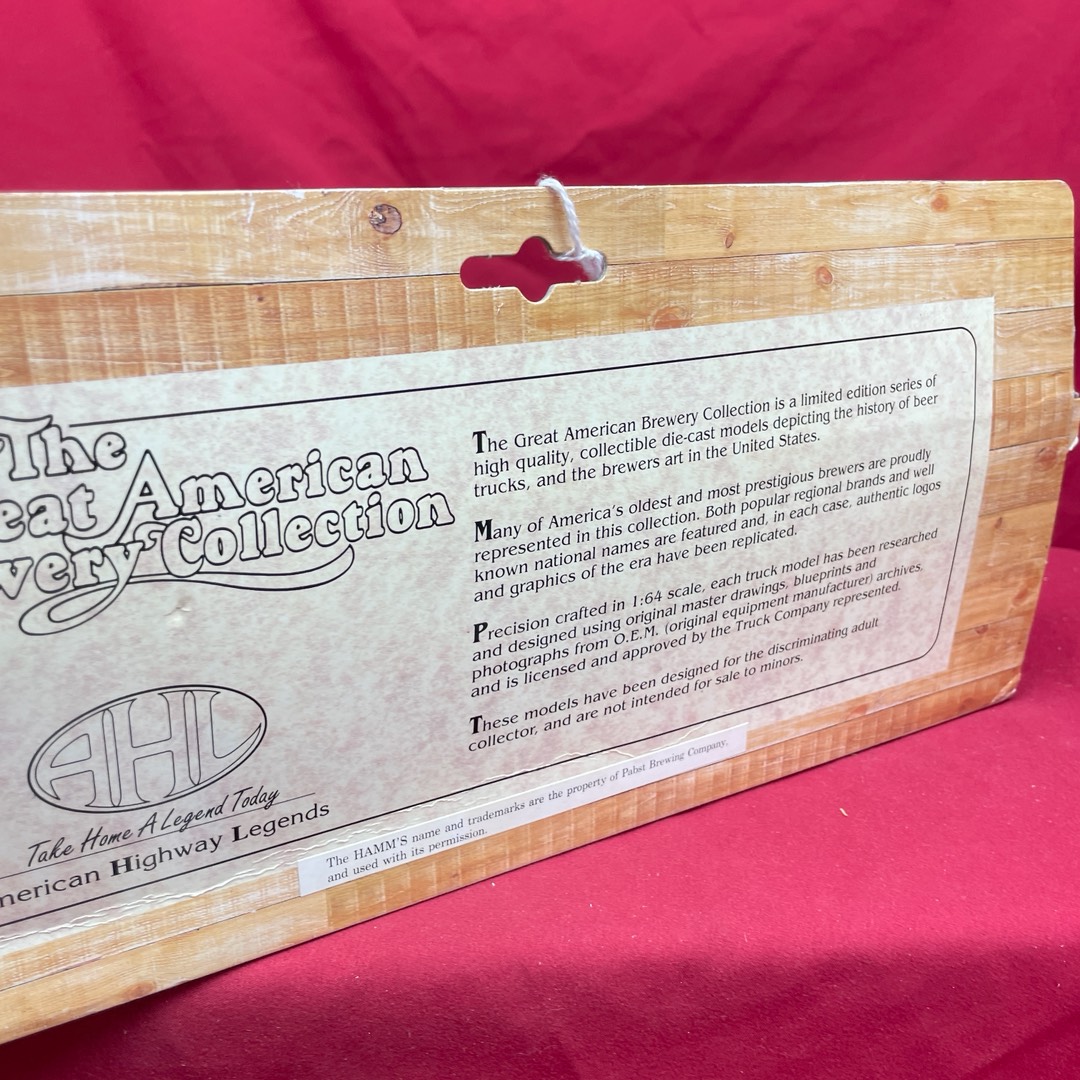 The
eat American
very Collection
AHL
Take Home A Legend Today
merican Highway Legends
The Great American Brewery Collection is a limited edition series of
high quality, collectible die-cast models depicting the history of beer
trucks, and the brewers art in the United States.
Many of America's oldest and most prestigious brewers are proudly
represented in this collection. Both popular regional brands and well
known national names are featured and, in each case, authentic logos
and graphics of the era have been replicated.
Precision crafted in 1:64 scale, each truck model has been researched
and designed using original master drawings, blueprints and
photographs from O.E.M. (original equipment manufacturer) archives,
and is licensed and approved by the Truck Company represented.
These models have been designed for the discriminating adult
collector, and are not intended for sale to minors.
The HAMM'S name and trademarks are the property of Pabst Brewing Company,
and used with its permission.